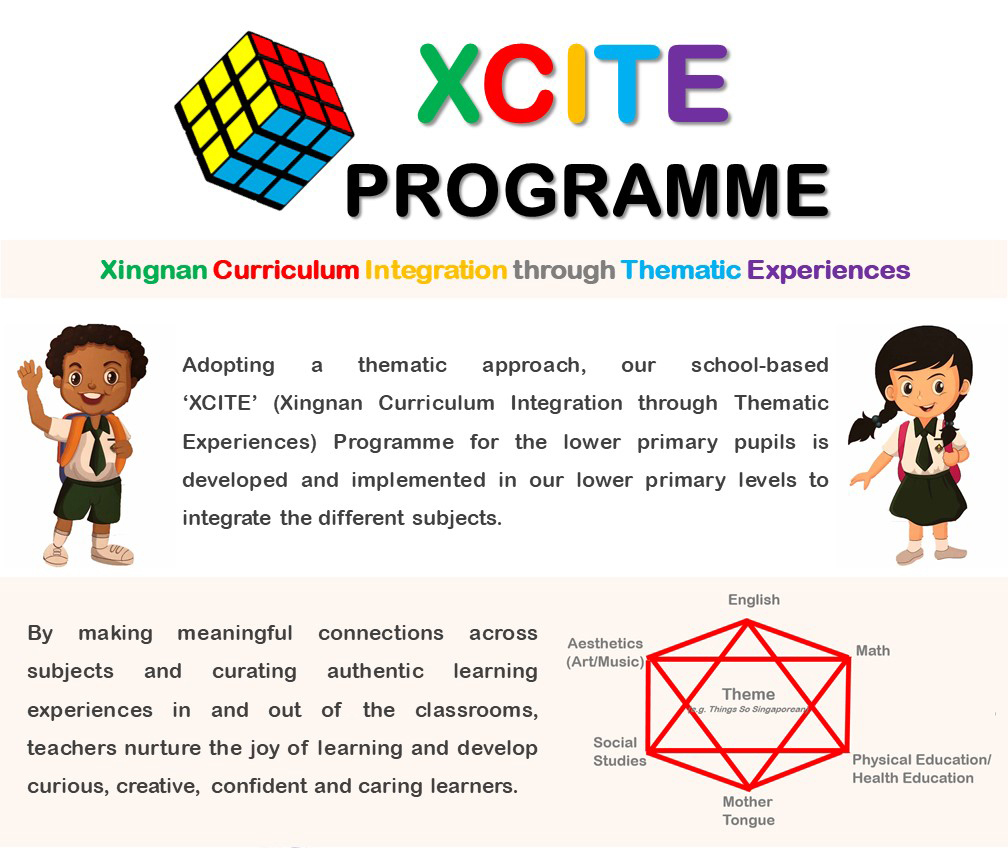 XCITE
PROGRAMME
Xingnan Curriculum Integration through Thematic Experiences
Adopting a thematic approach, our school-based
‘XCITE’ (Xingnan Curriculum Integration through Thematic
Experiences) Programme for the lower primary pupils is
developed and implemented in our lower primary levels to
integrate the different subjects.
By making meaningful connections across
subjects and curating authentic learning
experiences in and out of the classrooms,
teachers nurture the joy of learning and develop
curious, creative, confident and caring learners.
English
Aesthetics
(Art/Music)
Math
Theme
(e.g. Things So Singaporean)
Social
Studies
Physical Education/
Health Education
Mother
Tongue